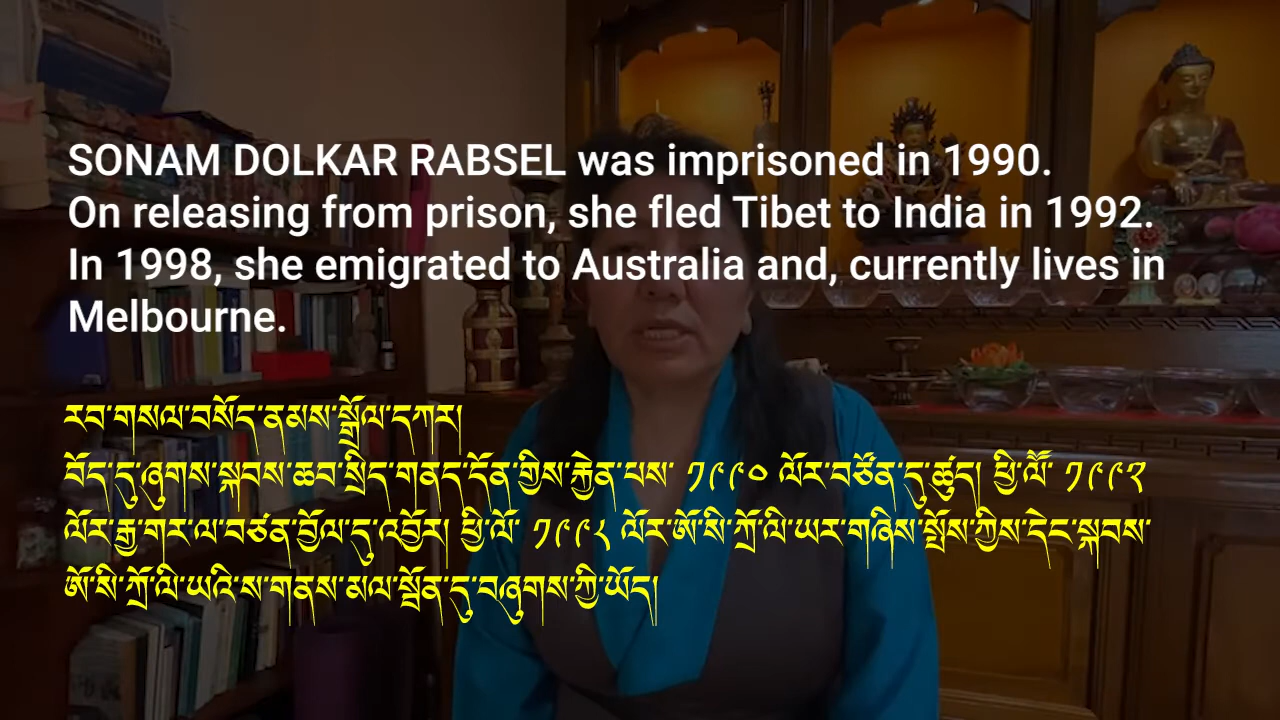 SONAM DOLKAR RABSEL was imprisoned in 1990.
On releasing from prison, she fled Tibet to India in 1992.
In 1998, she emigrated to Australia and, currently lives in
Melbourne.
རབ་གསལ་བསོད་ནམས་སྒྲོལ་དཀར།
བོད་དུ་ཞུགས་སྐབས་ཆབ་སྲིད་གནད་དོན་གྱིས་རྐྱེན་པས་ ༡༩༩༠ ལོར་བཙོན་དུ་ཚུད། ཕྱི་ལོ ༡༩༩༢
ལོར་རྒྱ་གར་ལ་བཙན་བྱོལ་དུ་འབྱོར། ཕྱི་ལོ་ ༡༩༩༨ ལོར་ཨོ་སི་ཀྲོ་ལི་ཡར་གཞིས་སྤོས་ཀྱིས་དེང་སྐབས་
ཨོ་སི་ཀྲོ་ལི་ཡའི་ས་གནས་མལ་སྦོན་དུ་བཞུགས་ཀྱི་ཡོད།